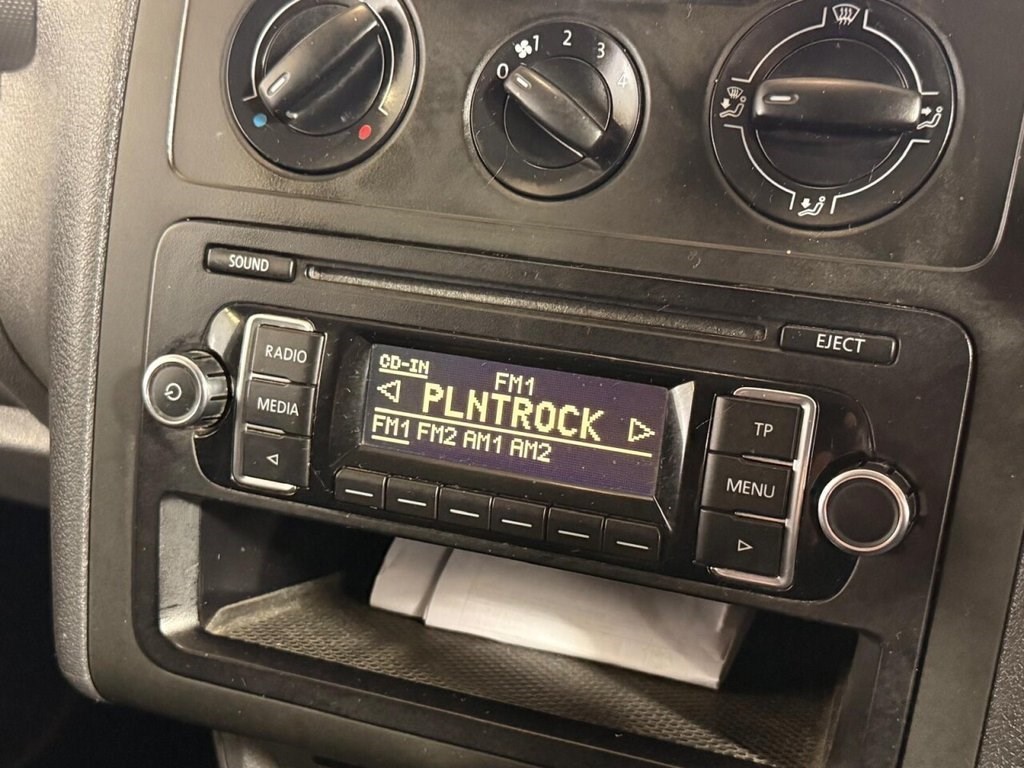 0 1 2 3 4
SOUND
EJECT
RADIO
MEDIA
CD-IN
FM1
PLNTROCK
FM1 FM2 AM1 AM2
TP
MENU